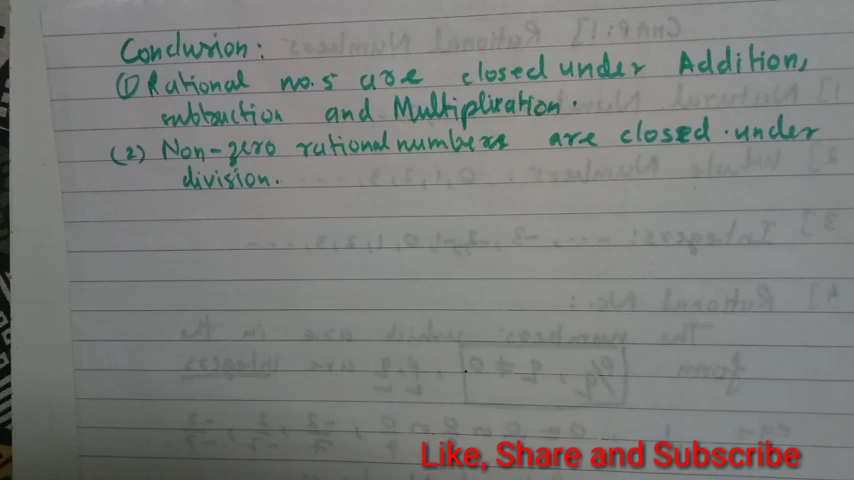 Conclusion:
① Rational no.s are closed under Addition,
subtraction and Multiplication.
(2) Non-zero rational numbers are closed under
division.
Like, Share and Subscribe